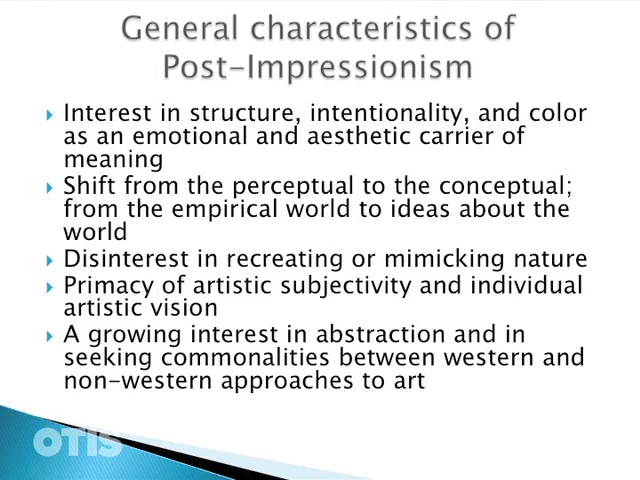 General characteristics of
Post-Impressionism
Interest in structure, intentionality, and color
as an emotional and aesthetic carrier of
meaning
Shift from the perceptual to the conceptual;
from the empirical world to ideas about the
world
Disinterest in recreating or mimicking nature
Primacy of artistic subjectivity and individual
artistic vision
A growing interest in abstraction and in
seeking commonalities between western and
non-western approaches to art
OTIS